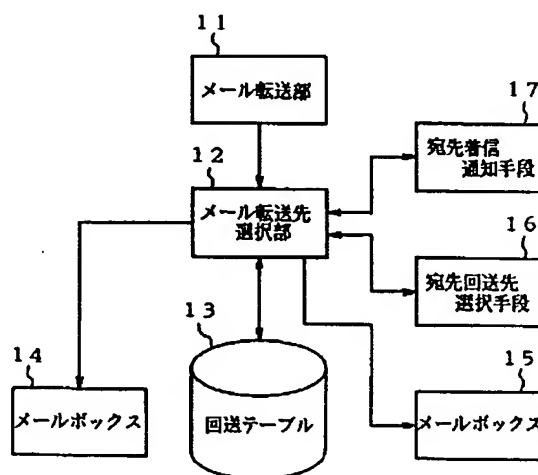 11
メール転送部
17
宛先着信
通知手段
12
メール転送先
選択部
16
宛先回送先
選択手段
13
回送テーブル
14
メールボックス
15
メールボックス